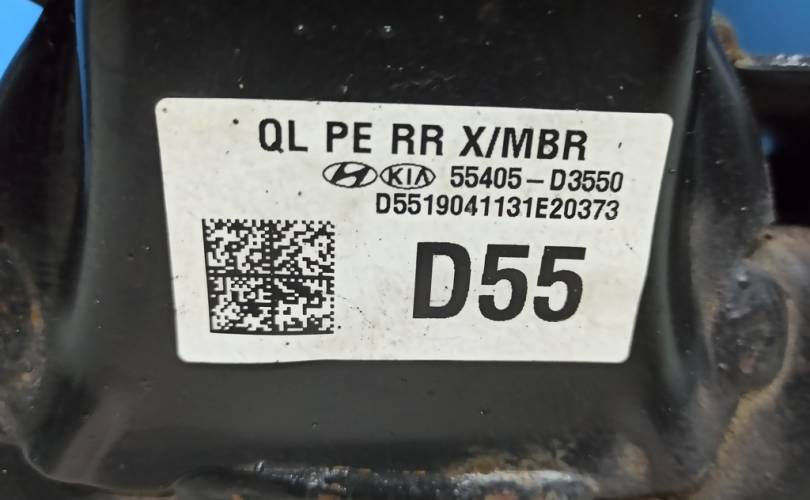 QL PE RR X/MBR
KIA 55405-D3550
D5519041131E20373
D55